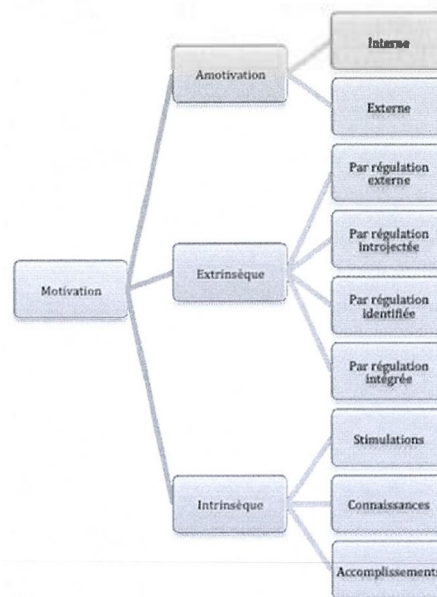 Motivation
Amotivation
Interne
Externe
Extrinsèque
Par régulation
externe
Par régulation
introjectée
Par régulation
identifiée
Par régulation
intégrée
Intrinsèque
Stimulations
Connaissances
Accomplissements